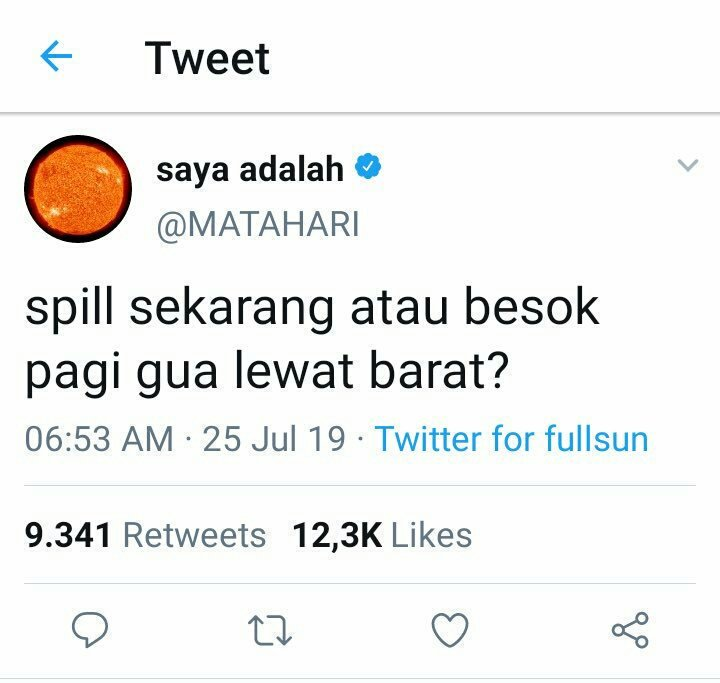 Tweet
saya adalah
@MATAHARI
spill sekarang atau besok
pagi gua lewat barat?
06:53 AM · 25 Jul 19 · Twitter for fullsun
9.341 Retweets 12,3K Likes